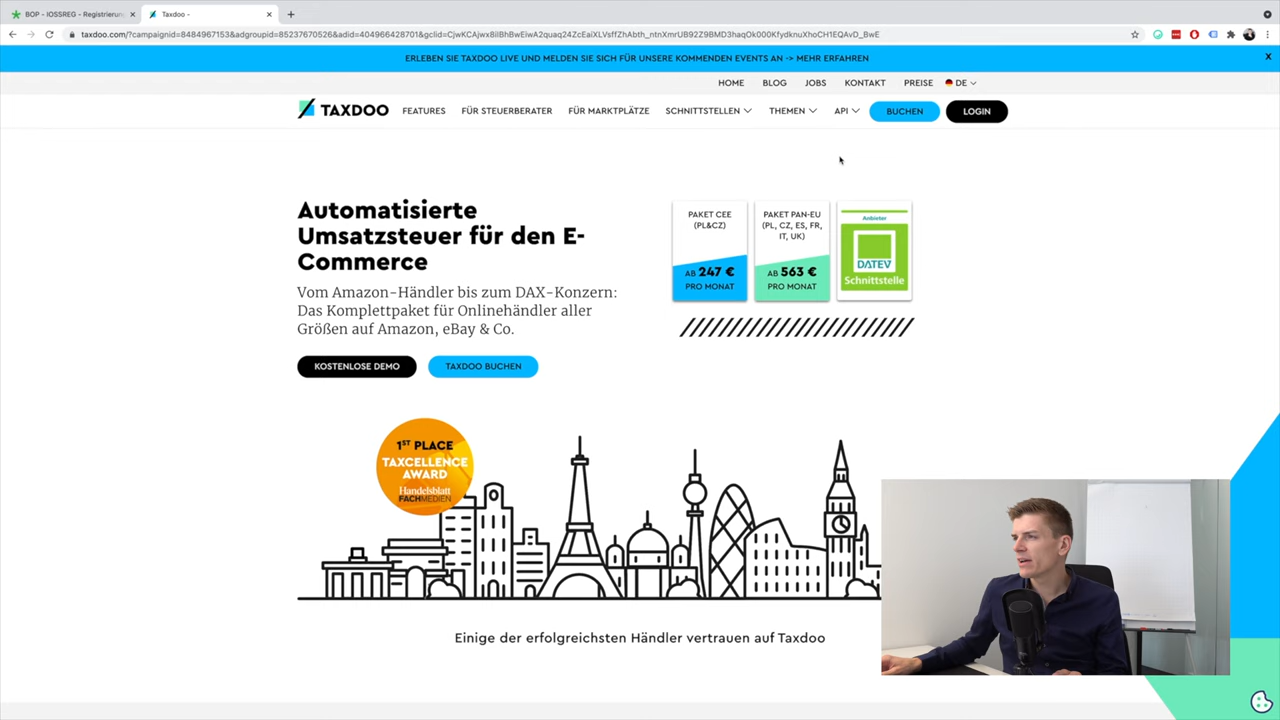 BOP - IOSSREG - Registrierun
Taxdoo -
taxdoo.com/?campaignid=8484967153&adgroupid=85237670526&adid=404966428701&gclid=CjwKCAjwx8iIBhBwEiwA2quaq24ZcEaiXLVsffZhAbth_ntnXmrUB92Z9BMD3haqOk000KfydknuXhoCH1EQAvD_BwE
ERLEBEN SIE TAXDOO LIVE UND MELDEN SIE SICH FÜR UNSERE KOMMENDEN EVENTS AN -> MEHR ERFAHREN
X
HOME BLOG JOBS KONTAKT PREISE DE
TAXDOO FEATURES FÜR STEUERBERATER FÜR MARKTPLÄTZE SCHNITTSTELLEN THEMEN API BUCHEN LOGIN
Automatisierte
Umsatzsteuer für den E-
Commerce
Vom Amazon-Händler bis zum DAX-Konzern:
Das Komplettpaket für Onlinehändler aller
Größen auf Amazon, eBay & Co.
KOSTENLOSE DEMO TAXDOO BUCHEN
PAKET CEE
(PL&CZ)
AB 247 €
PRO MONAT
PAKET PAN-EU
(PL, CZ, ES, FR,
IT, UK)
AB 563 €
PRO MONAT
Anbieter
DATEV
Schnittstelle
1ST PLACE
TAXCELLENCE
AWARD
Handelsblatt
FACHMEDIEN
Einige der erfolgreichsten Händler vertrauen auf Taxdoo